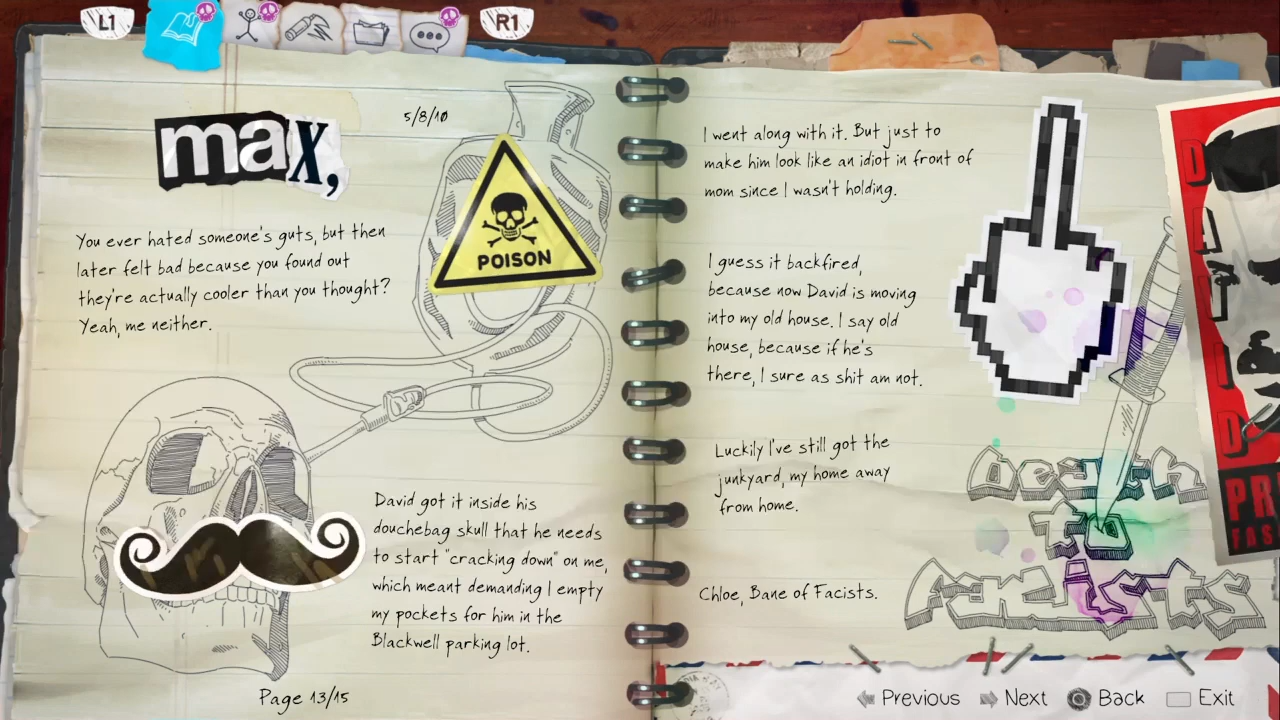 L1
R1
max,
5/8/10
POISON
You ever hated someone's guts, but then
later felt bad because you found out
they're actually cooler than you thought?
Yeah, me neither.
David got it inside his
douchebag skull that he needs
to start "cracking down" on me,
which meant demanding I empty
my pockets for him in the
Blackwell parking lot.
Page 13/15
I went along with it. But just to
make him look like an idiot in front of
mom since I wasn't holding.
I guess it backfired,
because now David is moving
into my old house. I say old
house, because if he's
there, I sure as shit am not.
Luckily I've still got the
junkyard, my home away
from home.
Chloe, Bane of Facists.
death
to
Previous
Next
Back
Exit